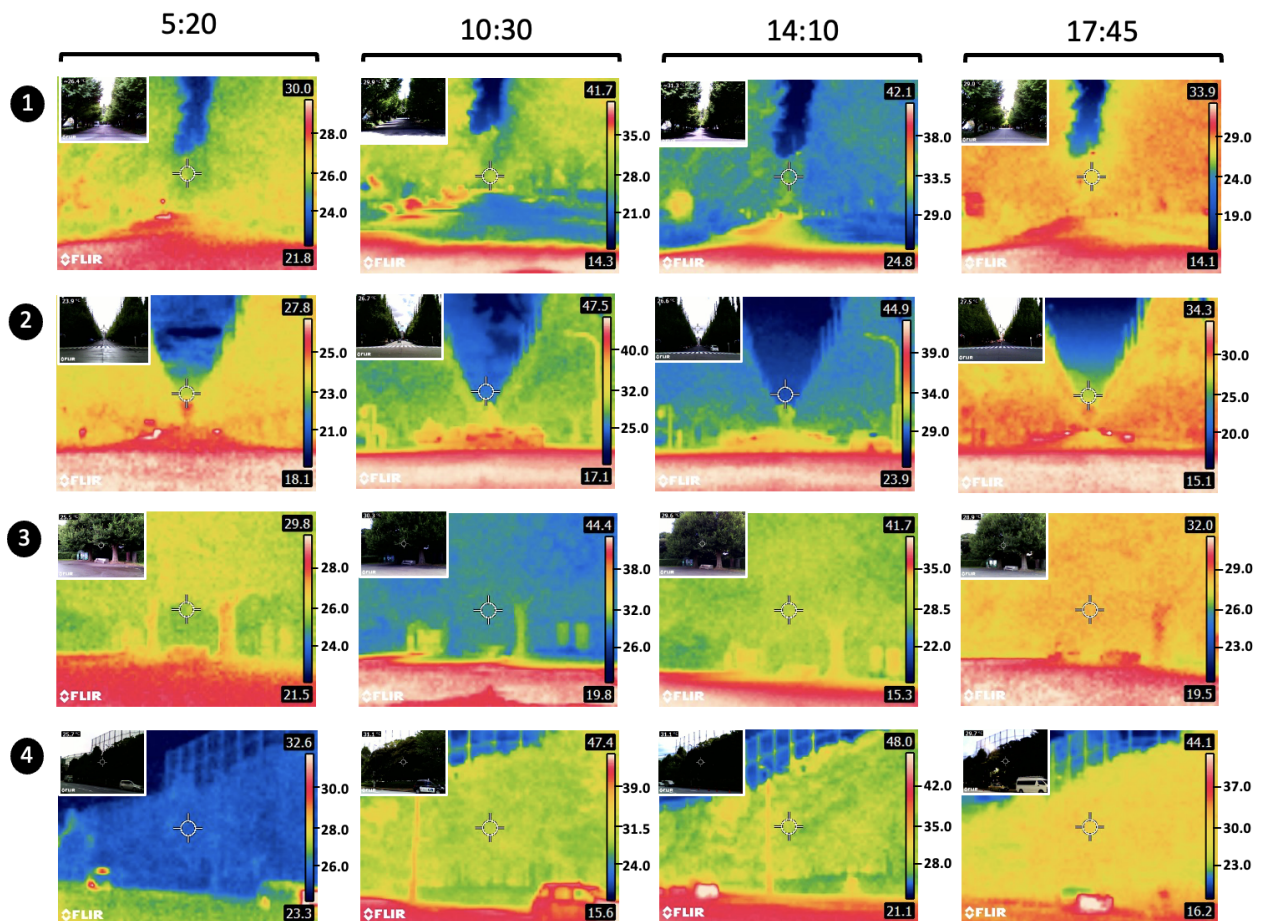 5:20 10:30 14:10 17:45
1
30.0 28.0 26.0 24.0 21.8 FLIR
41.7 35.0 28.0 21.0 14.3 FLIR
42.1 38.0 33.5 29.0 24.8 FLIR
33.9 29.0 24.0 19.0 14.1 FLIR
2
27.8 25.0 23.0 21.0 18.1 FLIR
47.5 40.0 32.0 25.0 17.1 FLIR
44.9 39.0 34.0 29.0 23.9 FLIR
34.3 30.0 25.0 20.0 15.1 FLIR
3
29.8 28.0 26.0 24.0 21.5 FLIR
44.4 38.0 32.0 26.0 19.8 FLIR
41.7 35.0 28.5 22.0 15.3 FLIR
32.0 29.0 26.0 23.0 19.5 FLIR
4
32.6 30.0 28.0 26.0 23.3 FLIR
47.4 39.0 31.5 24.0 15.6 FLIR
48.0 42.0 35.0 28.0 21.1 FLIR
44.1 37.0 30.0 23.0 16.2 FLIR